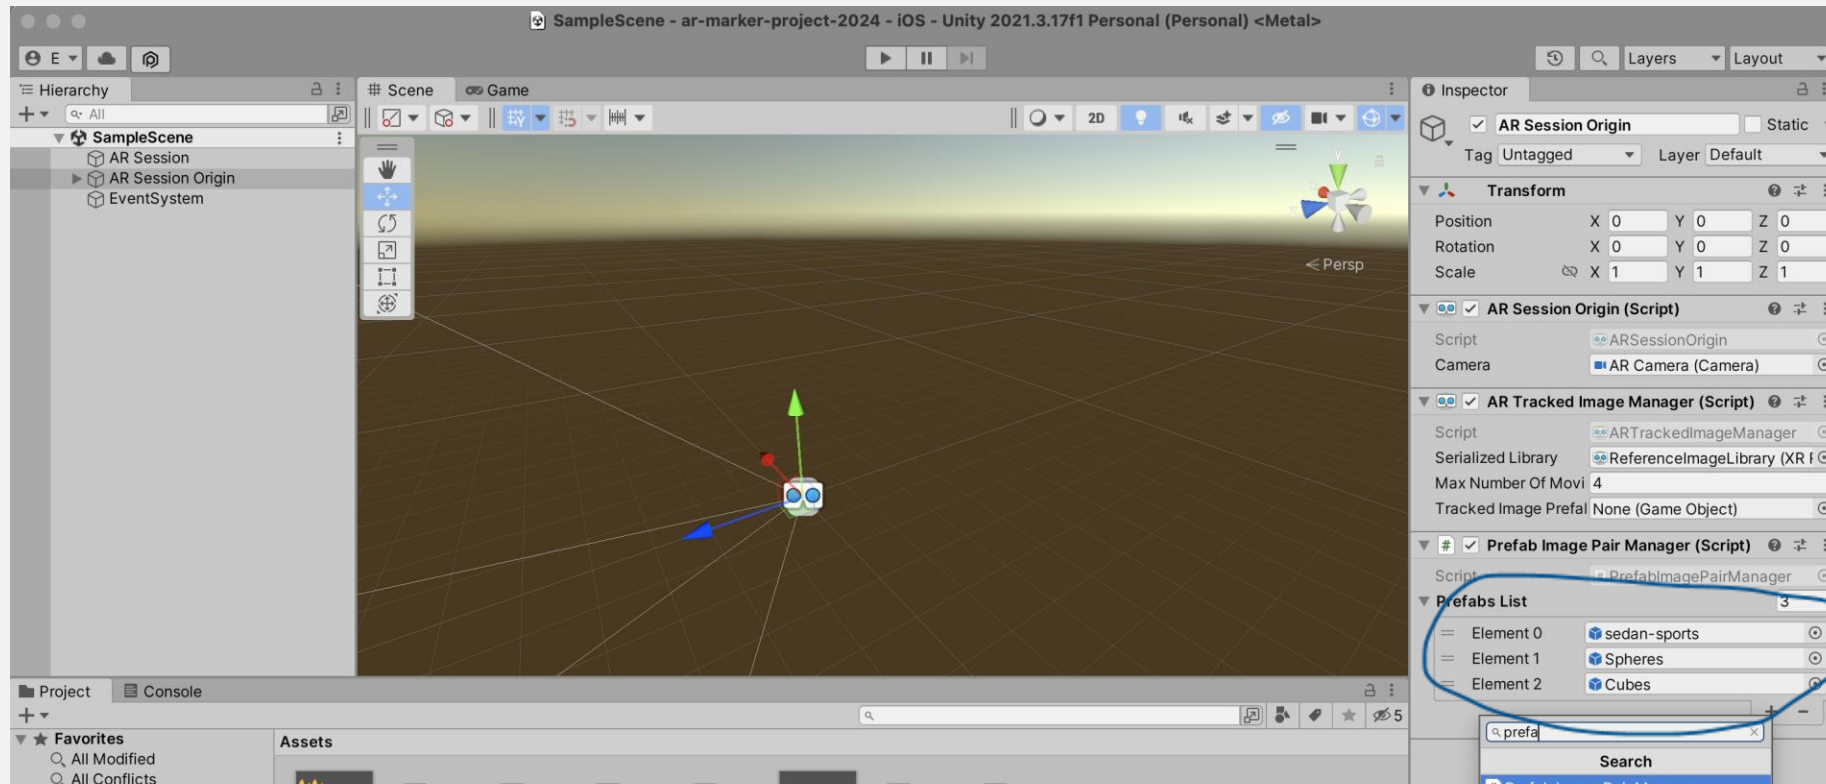 SampleScene - ar-marker-project-2024 - iOS - Unity 2021.3.17f1 Personal (Personal) <Metal>
E
Layers
Layout
Hierarchy
All
SampleScene
AR Session
AR Session Origin
EventSystem
Scene
Game
2D
y
Persp
Inspector
AR Session Origin
Static
Tag Untagged
Layer Default
Transform
Position X 0 Y 0 Z 0
Rotation X 0 Y 0 Z 0
Scale X 1 Y 1 Z 1
AR Session Origin (Script)
Script ARSessionOrigin
Camera AR Camera (Camera)
AR Tracked Image Manager (Script)
Script ARTrackedImageManager
Serialized Library ReferenceImageLibrary (XR
Max Number Of Movi 4
Tracked Image Prefal None (Game Object)
# Prefab Image Pair Manager (Script)
Script PrefabImagePairManager
Prefabs List 3
Element 0 sedan-sports
Element 1 Spheres
Element 2 Cubes
prefa
Search
Project
Console
5
Favorites
All Modified
All Conflicts
Assets